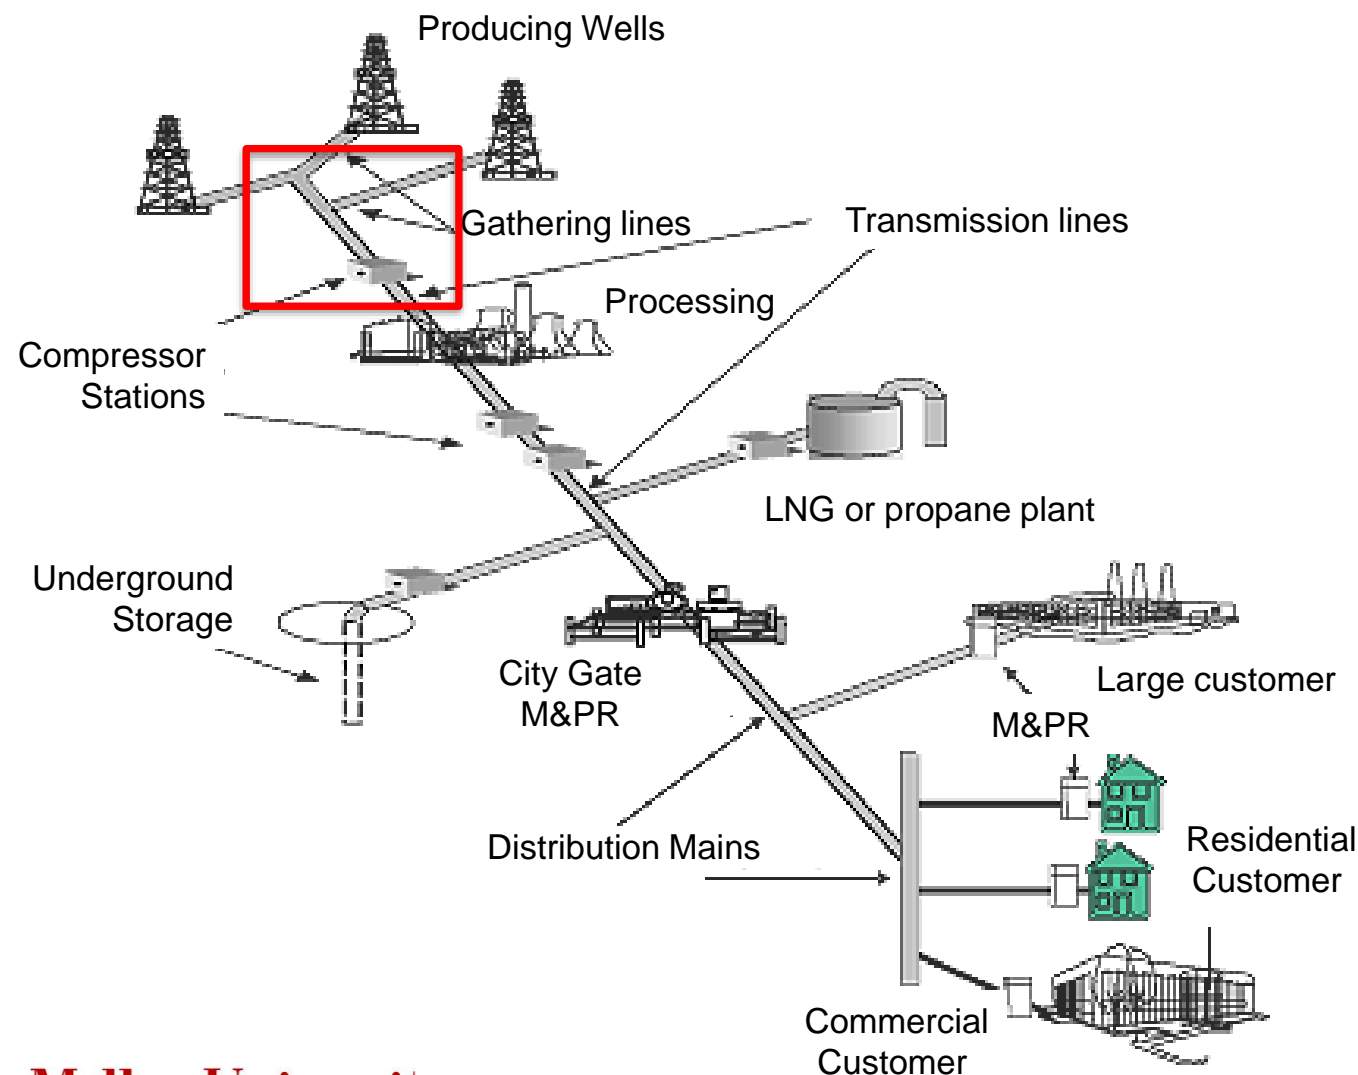 Producing Wells
Gathering lines
Transmission lines
Processing
Compressor
Stations
LNG or propane plant
Underground
Storage
City Gate
M&PR
Large customer
M&PR
Distribution Mains
Residential
Customer
Commercial
Customer